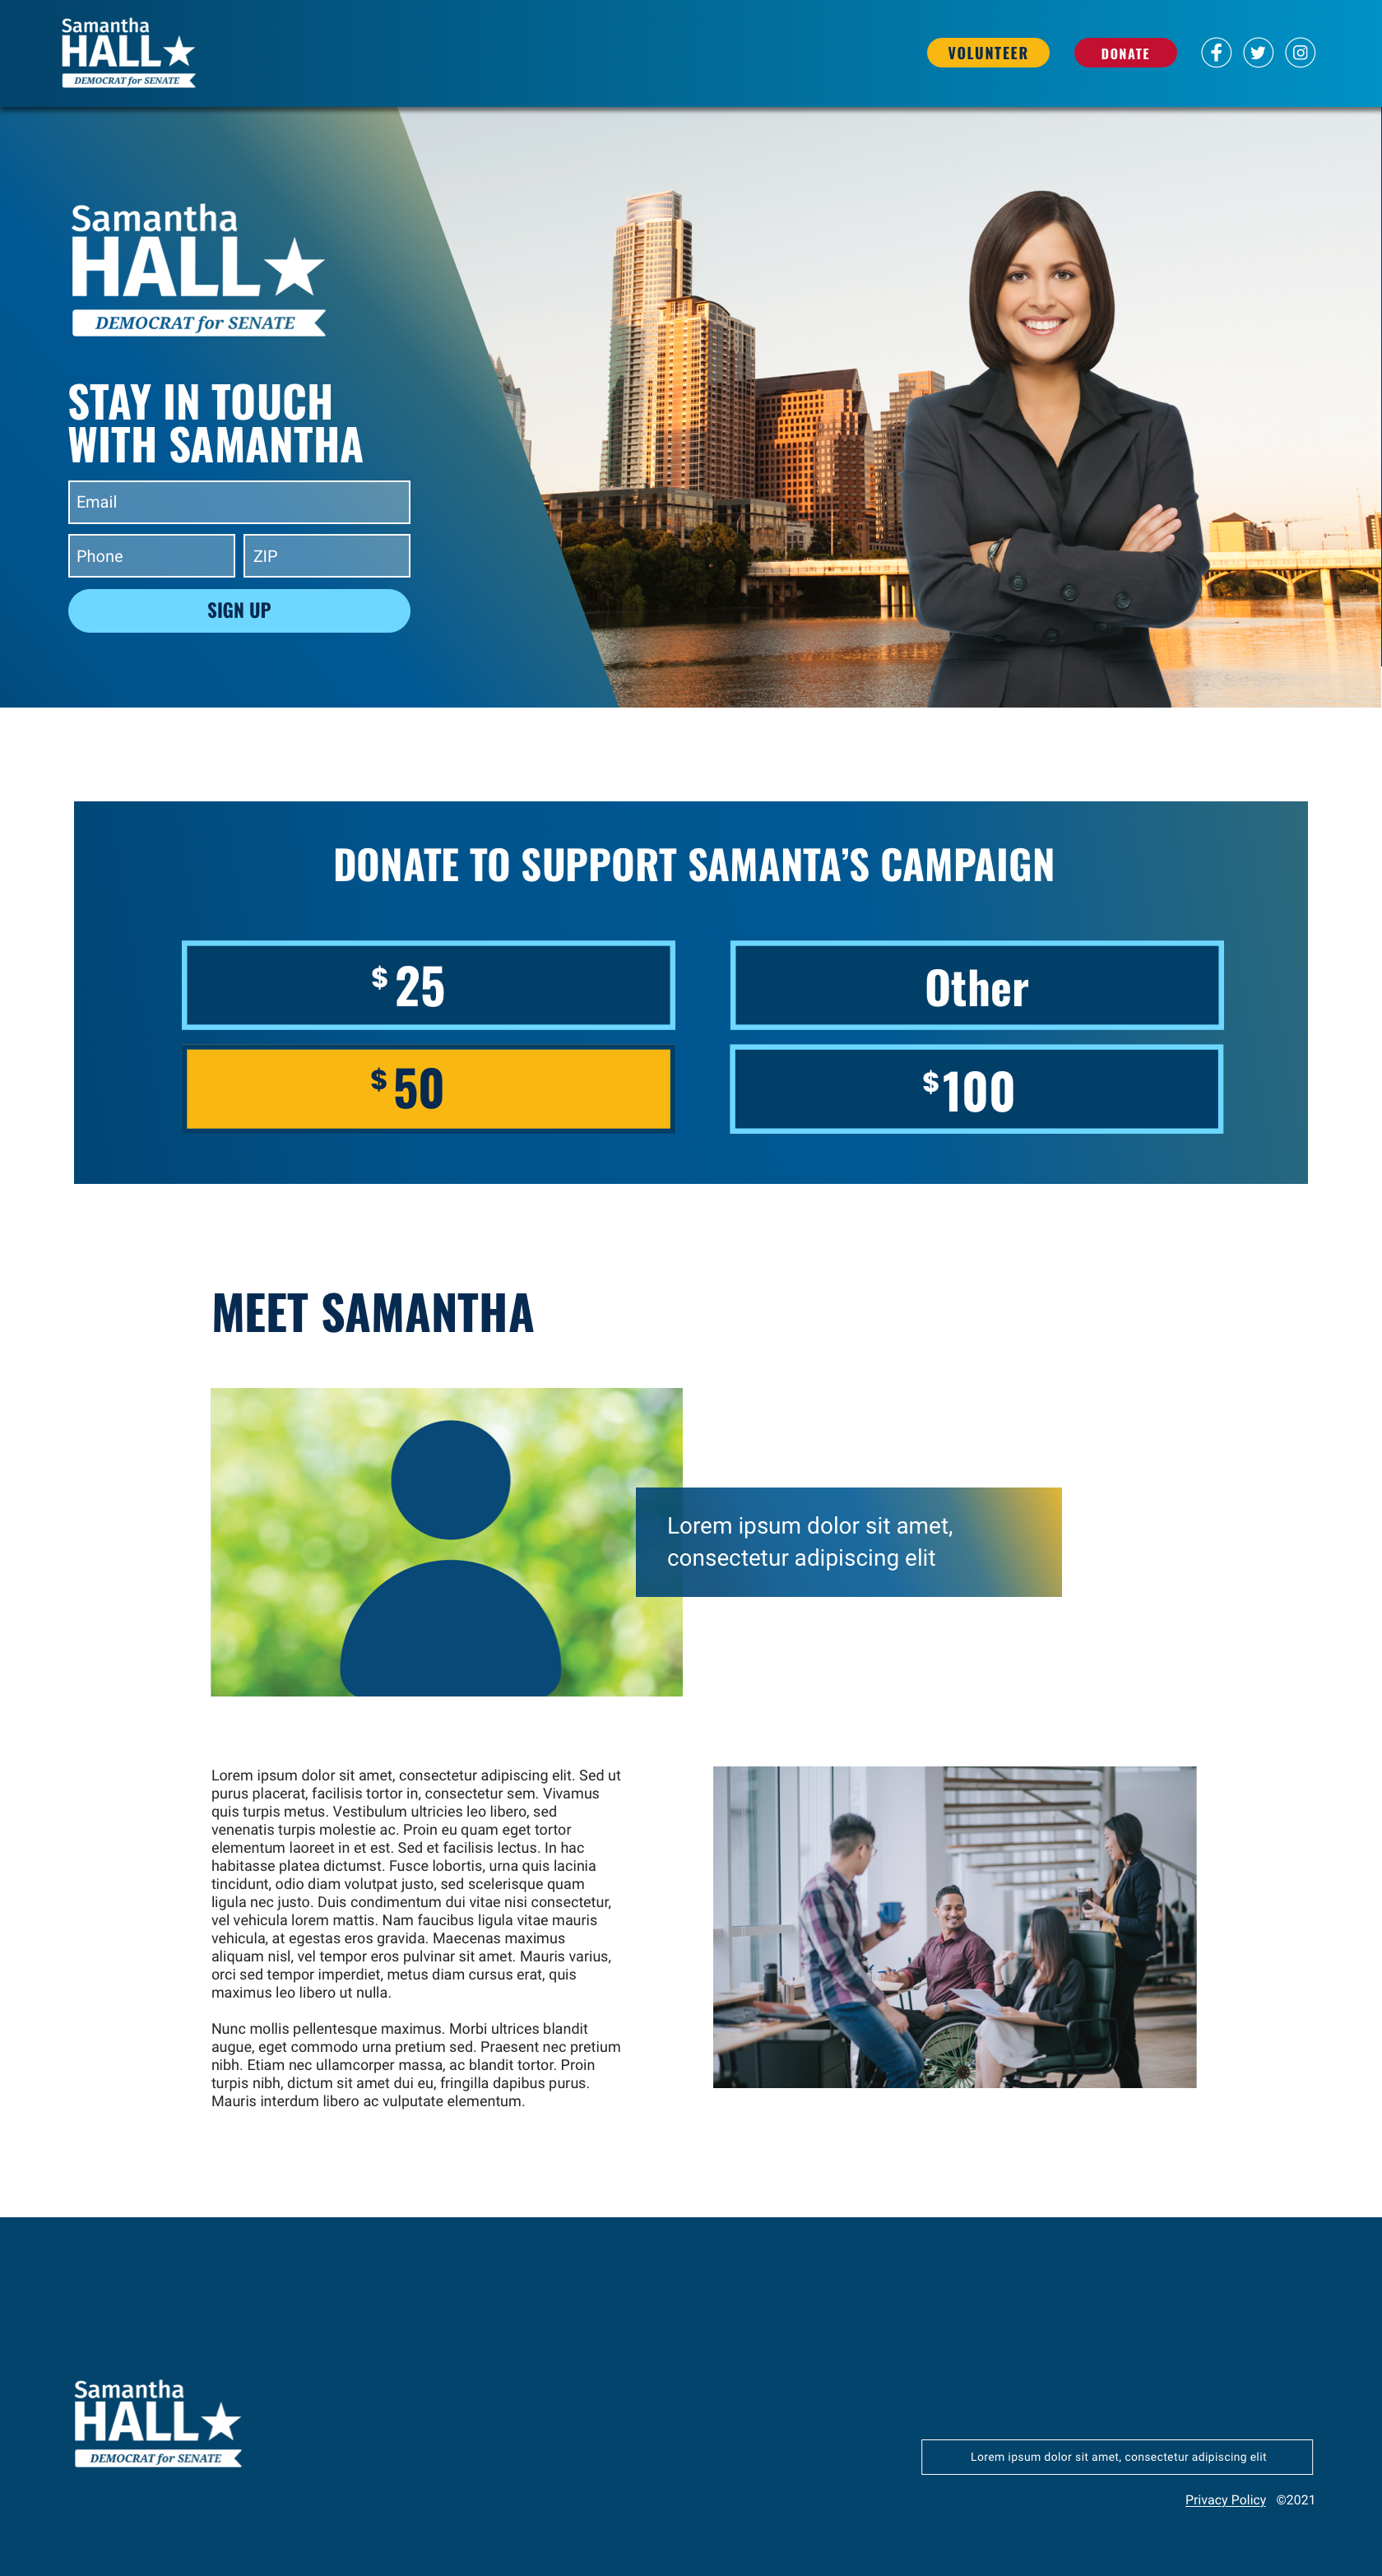 Samantha
HALL
DEMOCRAT for SENATE
VOLUNTEER
DONATE
Samantha
HALL
DEMOCRAT for SENATE
STAY IN TOUCH
WITH SAMANTHA
Email
Phone
ZIP
SIGN UP
DONATE TO SUPPORT SAMANTA’S CAMPAIGN
$ 25
Other
$ 50
$100
MEET SAMANTHA
Lorem ipsum dolor sit amet,
consectetur adipiscing elit
Lorem ipsum dolor sit amet, consectetur adipiscing elit. Sed ut
purus placerat, facilisis tortor in, consectetur sem. Vivamus
quis turpis metus. Vestibulum ultricies leo libero, sed
venenatis turpis molestie ac. Proin eu quam eget tortor
elementum laoreet in et est. Sed et facilisis lectus. In hac
habitasse platea dictumst. Fusce lobortis, urna quis lacinia
tincidunt, odio diam volutpat justo, sed scelerisque quam
ligula nec justo. Duis condimentum dui vitae nisi consectetur,
vel vehicula lorem mattis. Nam faucibus ligula vitae mauris
vehicula, at egestas eros gravida. Maecenas maximus
aliquam nisl, vel tempor eros pulvinar sit amet. Mauris varius,
orci sed tempor imperdiet, metus diam cursus erat, quis
maximus leo libero ut nulla.
Nunc mollis pellentesque maximus. Morbi ultrices blandit
augue, eget commodo urna pretium sed. Praesent nec pretium
nibh. Etiam nec ullamcorper massa, ac blandit tortor. Proin
turpis nibh, dictum sit amet dui eu, fringilla dapibus purus.
Mauris interdum libero ac vulputate elementum.
Samantha
HALL
DEMOCRAT for SENATE
Lorem ipsum dolor sit amet, consectetur adipiscing elit
Privacy Policy ©2021